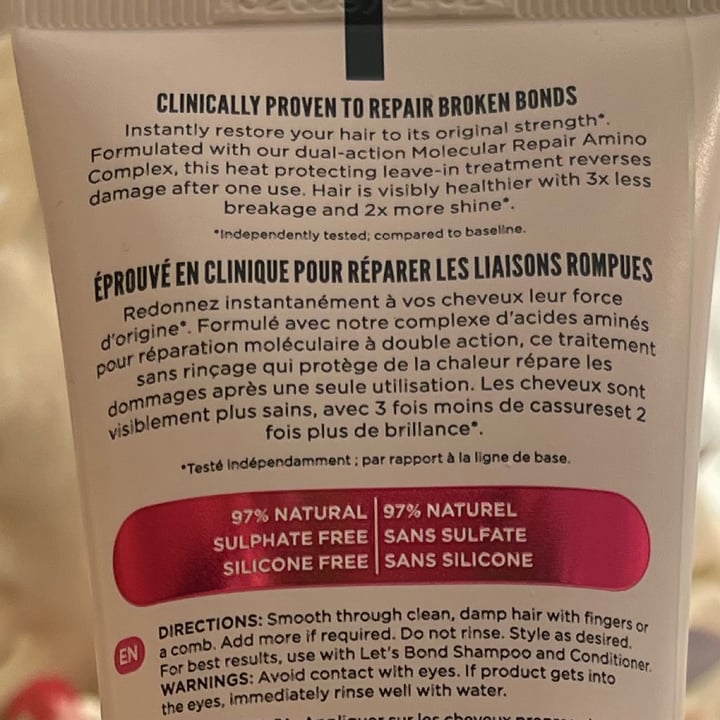 CLINICALLY PROVEN TO REPAIR BROKEN BONDS
Instantly restore your hair to its original strength*.
Formulated with our dual-action Molecular Repair Amino
Complex, this heat protecting leave-in treatment reverses
damage after one use. Hair is visibly healthier with 3x less
breakage and 2x more shine*.
*Independently tested; compared to baseline.
ÉPROUVÉ EN CLINIQUE POUR RÉPARER LES LIAISONS ROMPUES
Redonnez instantanément à vos cheveux leur force
d'origine*. Formulé avec notre complexe d'acides aminés
pour réparation moléculaire à double action, ce traitement
sans rinçage qui protège de la chaleur répare les
dommages après une seule utilisation. Les cheveux sont
visiblement plus sains, avec 3 fois moins de cassureset 2
fois plus de brillance*.
*Testé indépendamment ; par rapport à la ligne de base.
97% NATURAL | 97% NATUREL
SULPHATE FREE | SANS SULFATE
SILICONE FREE | SANS SILICONE
EN
DIRECTIONS: Smooth through clean, damp hair with fingers or
a comb. Add more if required. Do not rinse. Style as desired.
For best results, use with Let's Bond Shampoo and Conditioner.
WARNINGS: Avoid contact with eyes. If product gets into
the eyes, immediately rinse well with water.
Appliquer sur les cheveux